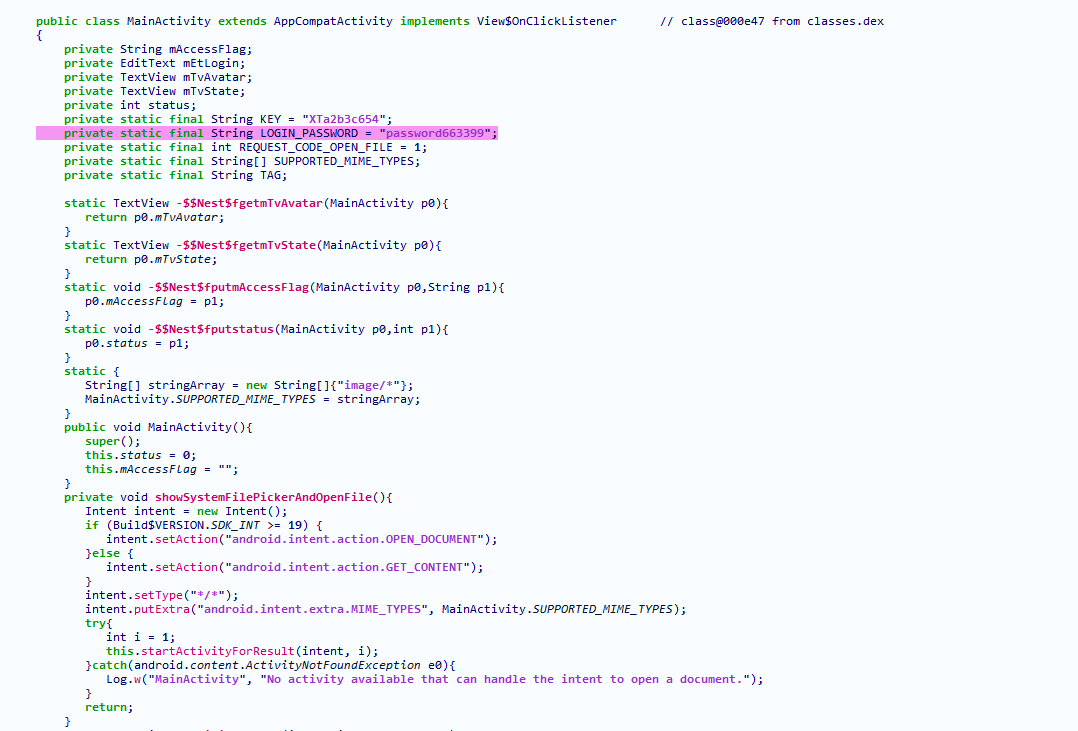 public class MainActivity extends AppCompatActivity implements View$OnClickListener      // class@000e47 from classes.dex
{
    private String mAccessFlag;
    private EditText mEtLogin;
    private TextView mTvAvatar;
    private TextView mTvState;
    private int status;
    private static final String KEY = "XTa2b3c654";
    private static final String LOGIN_PASSWORD = "password663399";
    private static final int REQUEST_CODE_OPEN_FILE = 1;
    private static final String[] SUPPORTED_MIME_TYPES;
    private static final String TAG;

    static TextView -$$Nest$fgetmTvAvatar(MainActivity p0){
       return p0.mTvAvatar;
    }
    static TextView -$$Nest$fgetmTvState(MainActivity p0){
       return p0.mTvState;
    }
    static void -$$Nest$fputmAccessFlag(MainActivity p0,String p1){
       p0.mAccessFlag = p1;
    }
    static void -$$Nest$fputstatus(MainActivity p0,int p1){
       p0.status = p1;
    }
    static {
       String[] stringArray = new String[]{"image/*"};
       MainActivity.SUPPORTED_MIME_TYPES = stringArray;
    }
    public void MainActivity(){
       super();
       this.status = 0;
       this.mAccessFlag = "";
    }
    private void showSystemFilePickerAndOpenFile(){
       Intent intent = new Intent();
       if (Build$VERSION.SDK_INT >= 19) {
          intent.setAction("android.intent.action.OPEN_DOCUMENT");
       }else {
          intent.setAction("android.intent.action.GET_CONTENT");
       }
       intent.setType("*/*");
       intent.putExtra("android.intent.extra.MIME_TYPES", MainActivity.SUPPORTED_MIME_TYPES);
       try{
          int i = 1;
          this.startActivityForResult(intent, i);
       }catch(android.content.ActivityNotFoundException e0){
          Log.w("MainActivity", "No activity available that can handle the intent to open a document.");
       }
       return;
    }